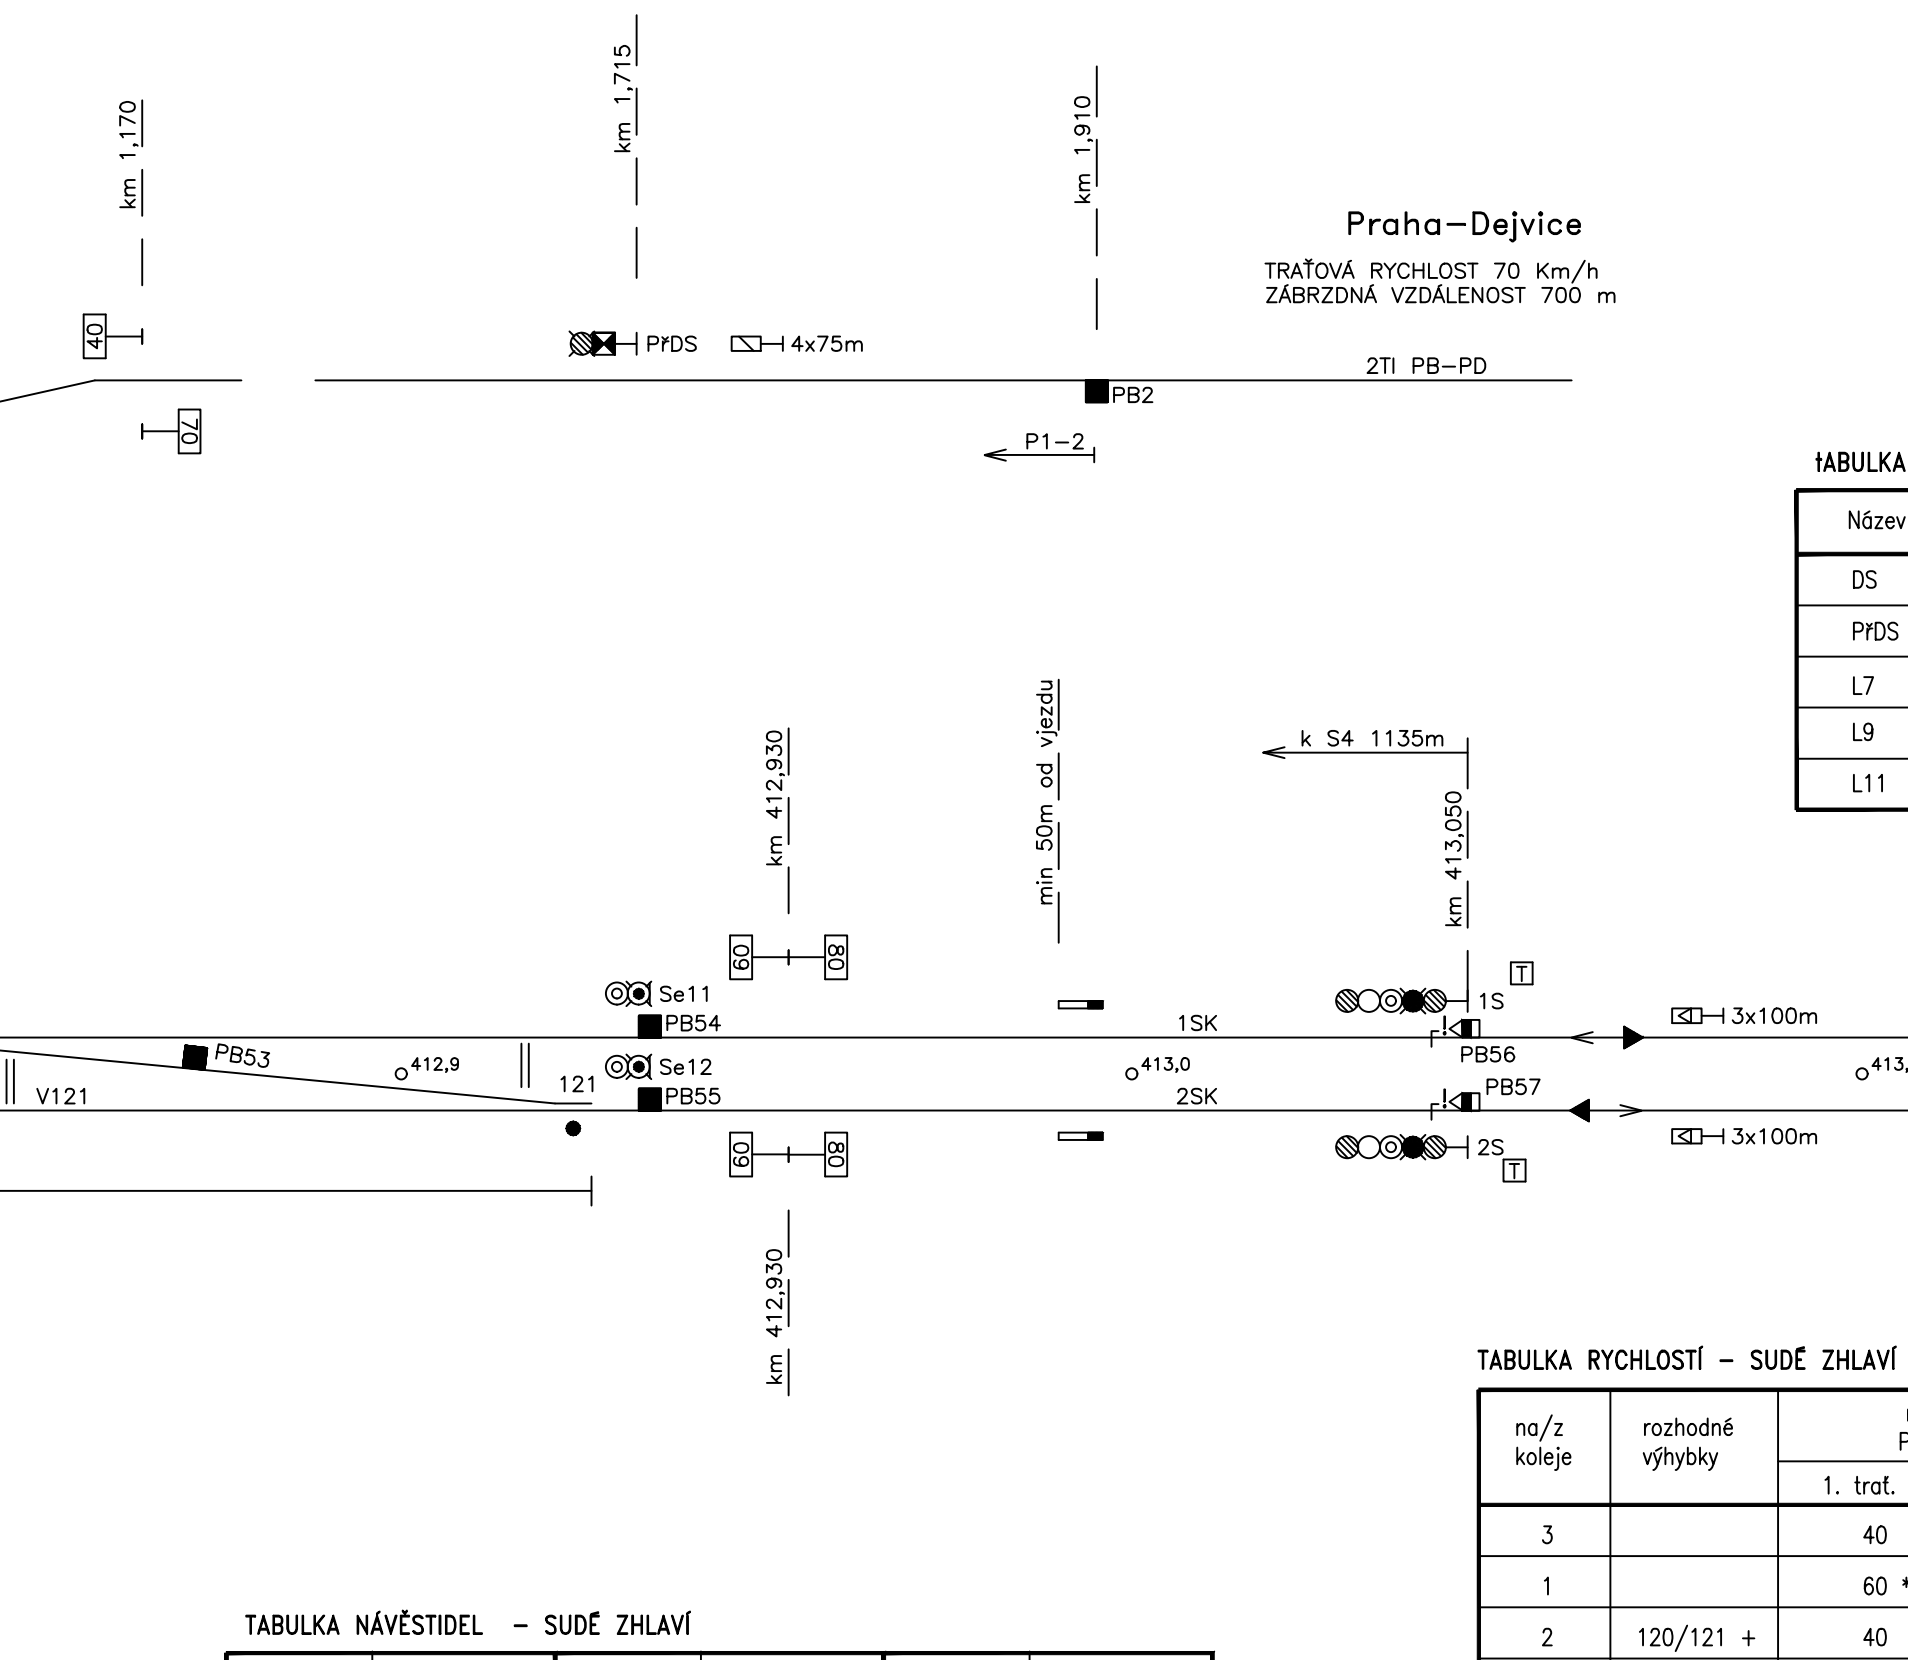 km 1,170
km 1,715
km 1,910
Praha-Dejvice
TRAŤOVÁ RYCHLOST 70 Km/h
ZÁBRZDNÁ VZDÁLENOST 700 m
40
PřDS
4x75m
2TI PB-PD
PB2
70
P1-2
tABULKA
Název
DS
PřDS
L7
L9
L11
km 412,930
min 50m od vjezdu
k S4 1135m
km 413,050
60
80
T
Se11
1S
PB54
1SK
3x100m
PB53
412,9
PB56
Se12
413,0
413,
V121
121
PB55
2SK
PB57
60
80
3x100m
2S
T
km 412,930
TABULKA RYCHLOSTÍ - SUDÉ ZHLAVÍ
na/z
koleje
rozhodné
výhybky
P
1. trať.
3
40
1
60 *
2
120/121 +
40
TABULKA NÁVĚSTIDEL - SUDÉ ZHLAVÍ